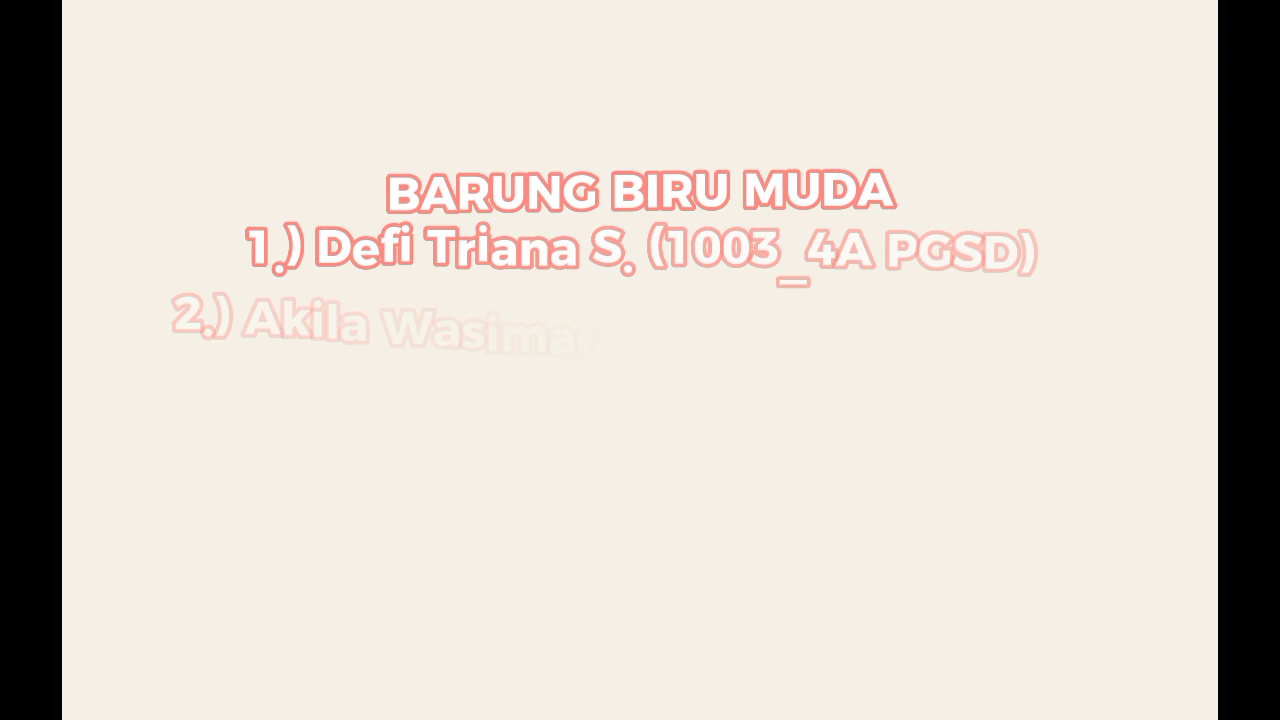 BARUNG BIRU MUDA
1.) Defi Triana S. (1003_4A PGSD)
2.) Akila